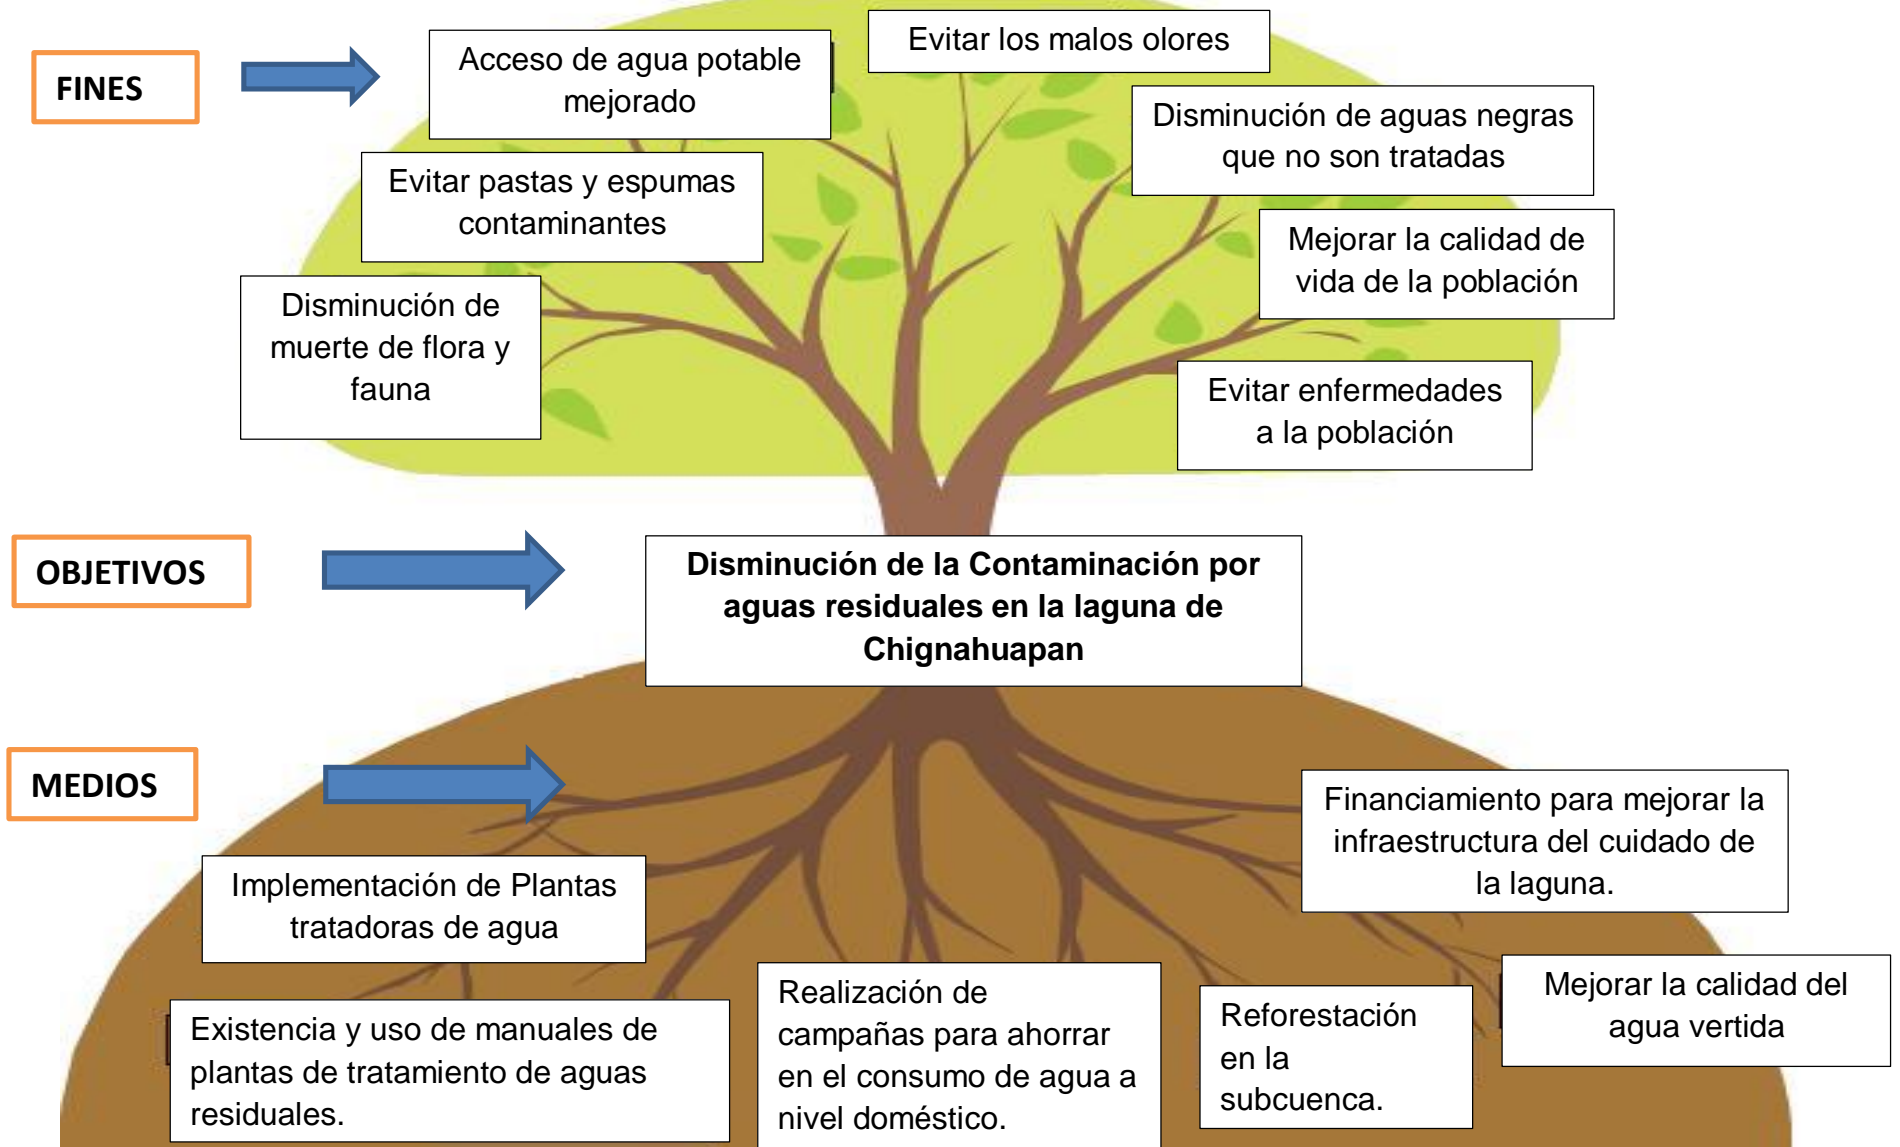 FINES
Acceso de agua potable
mejorado
Evitar los malos olores
Disminución de aguas negras
que no son tratadas
Evitar pastas y espumas
contaminantes
Mejorar la calidad de
vida de la población
Disminución de
muerte de flora y
fauna
Evitar enfermedades
a la población
OBJETIVOS
Disminución de la Contaminación por
aguas residuales en la laguna de
Chignahuapan
MEDIOS
Financiamiento para mejorar la
infraestructura del cuidado de
la laguna.
Implementación de Plantas
tratadoras de agua
Existencia y uso de manuales de
plantas de tratamiento de aguas
residuales.
Realización de
campañas para ahorrar
en el consumo de agua a
nivel doméstico.
Reforestación
en la
subcuenca.
Mejorar la calidad del
agua vertida